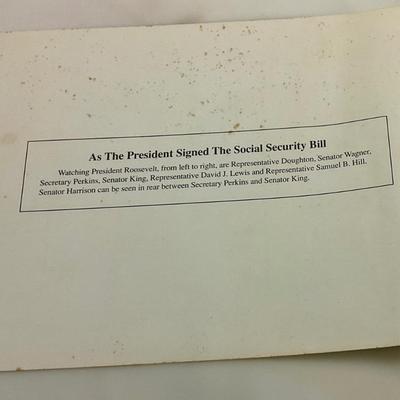 As The President Signed The Social Security Bill
Watching President Roosevelt, from left to right, are Representative Doughton, Senator Wagner,
Secretary Perkins, Senator King, Representative David J. Lewis and Representative Samuel B. Hill.
Senator Harrison can be seen in rear between Secretary Perkins and Senator King.